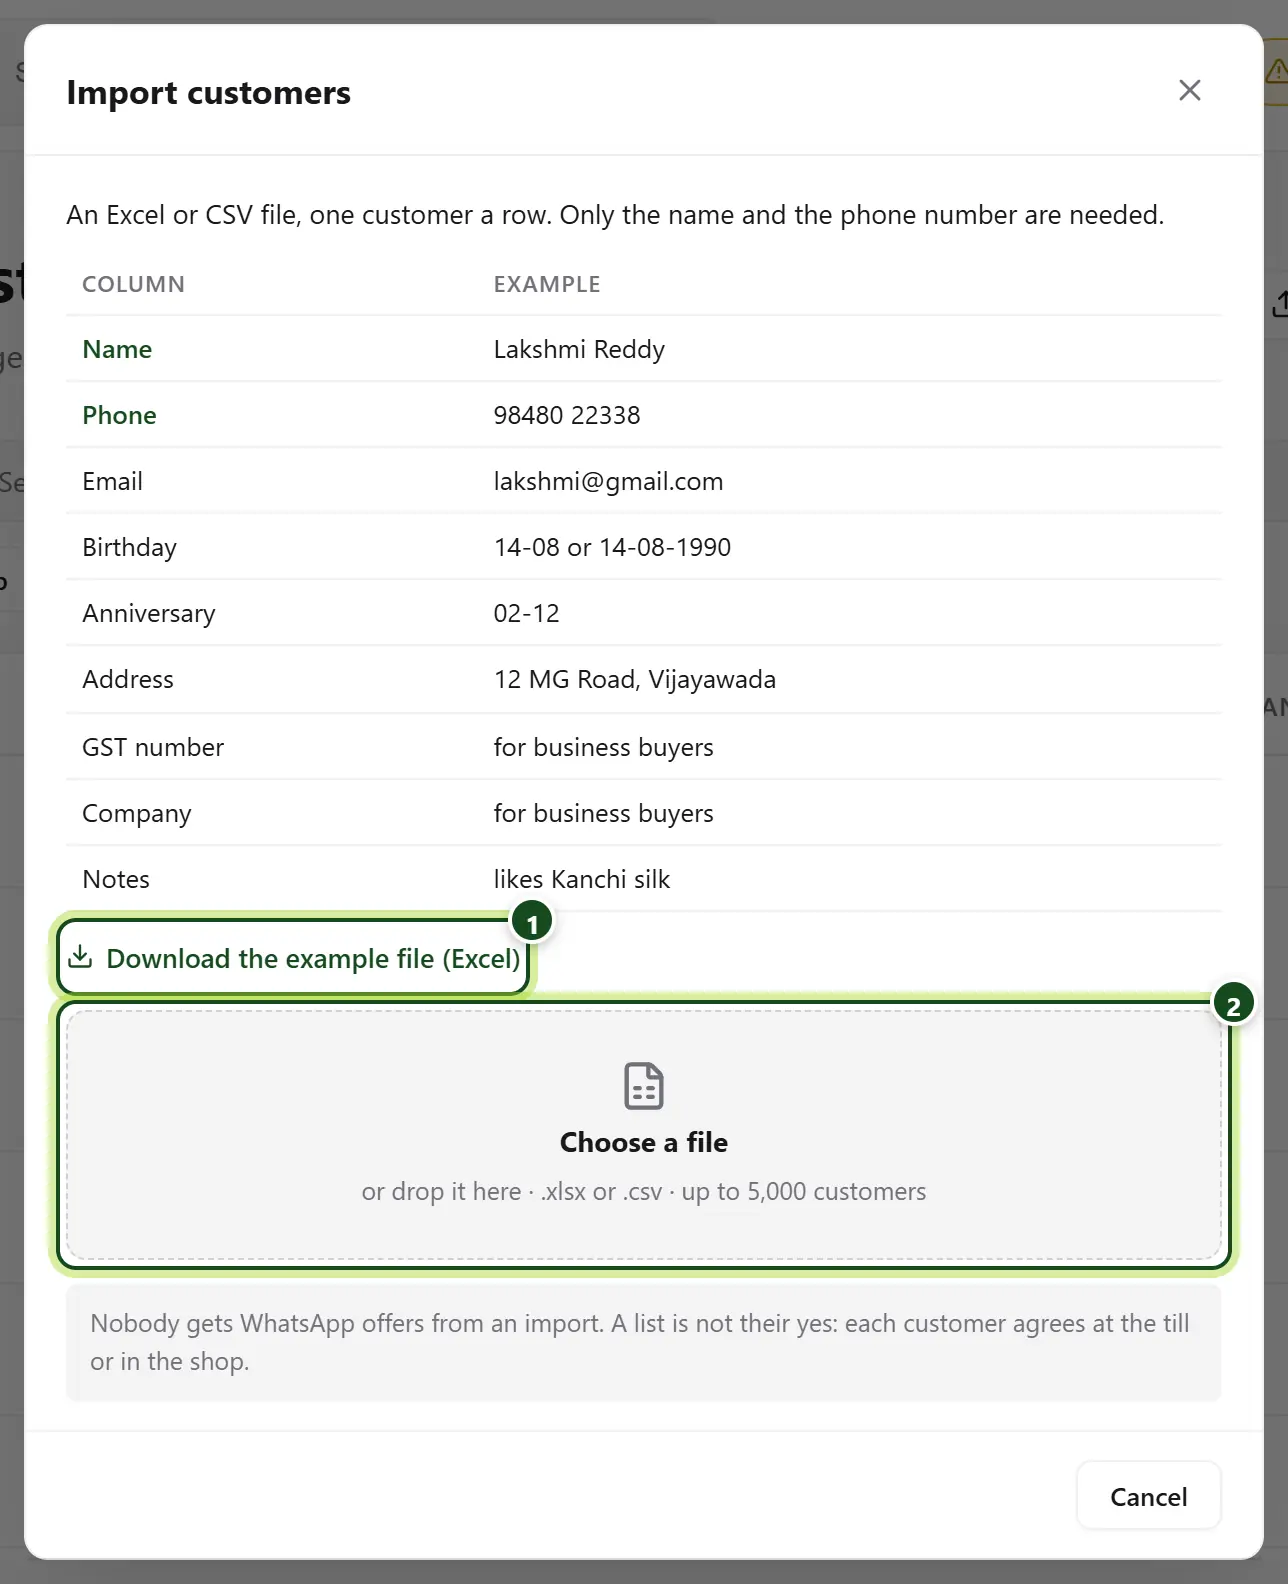 Import customers
An Excel or CSV file, one customer a row. Only the name and the phone number are needed.
COLUMN EXAMPLE
Name Lakshmi Reddy
Phone 98480 22338
Email lakshmi@gmail.com
Birthday 14-08 or 14-08-1990
Anniversary 02-12
Address 12 MG Road, Vijayawada
GST number for business buyers
Company for business buyers
Notes likes Kanchi silk
1
Download the example file (Excel)
2
Choose a file
or drop it here · .xlsx or .csv · up to 5,000 customers
Nobody gets WhatsApp offers from an import. A list is not their yes: each customer agrees at the till
or in the shop.
Cancel